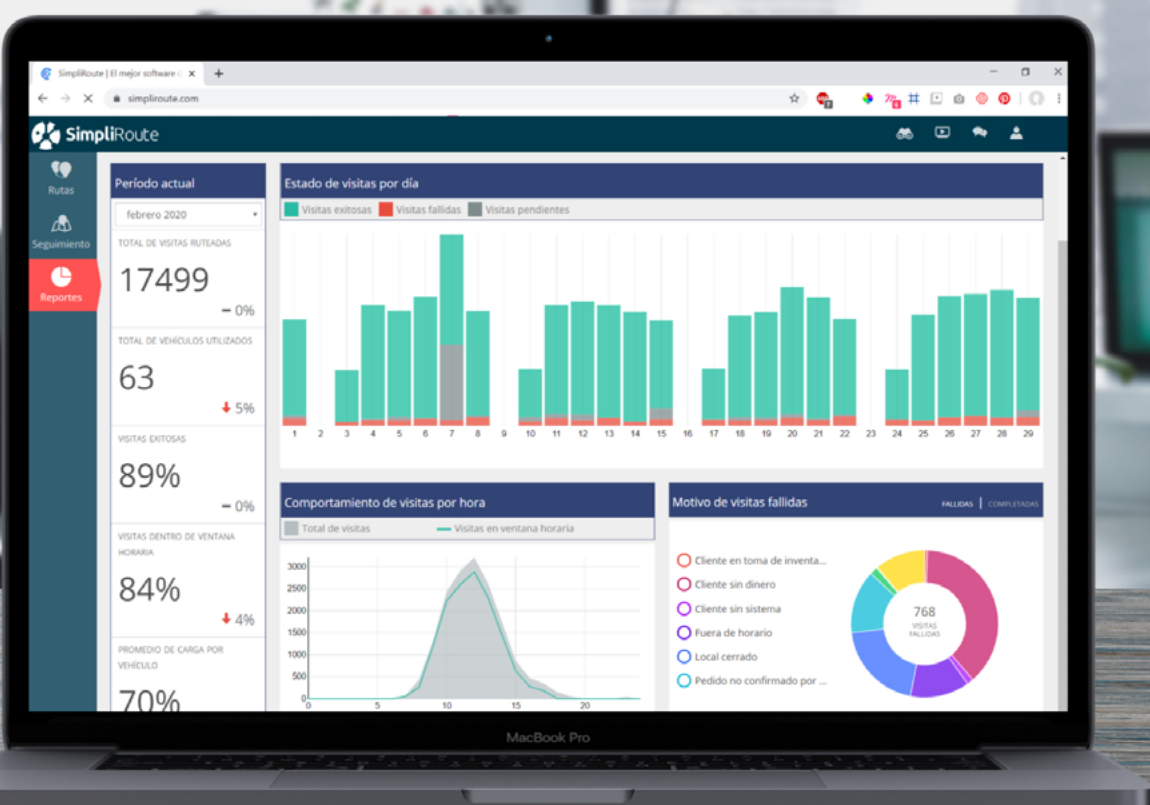 SimpliRoute | El mejor software
simpliroute.com
SimpliRoute
Rutas
Seguimiento
Reportes
Período actual
febrero 2020
TOTAL DE VISITAS RUTEADAS
17499
0%
TOTAL DE VEHÍCULOS UTILIZADOS
63
5%
VISITAS EXITOSAS
89%
0%
VISITAS DENTRO DE VENTANA
HORARIA
84%
4%
PROMEDIO DE CARGA POR
VEHÍCULO
70%
Estado de visitas por día
Visitas exitosas Visitas fallidas Visitas pendientes
1 2 3 4 5 6 7 8 9 10 11 12 13 14 15 16 17 18 19 20 21 22 23 24 25 26 27 28 29
Comportamiento de visitas por hora
Total de visitas Visitas en ventana horaria
3000
2500
2000
1500
1000
500
0
0 5 10 15 20
Motivo de visitas fallidas
FALLIDAS | COMPLETADAS
Cliente en toma de inventa...
Cliente sin dinero
Cliente sin sistema
Fuera de horario
Local cerrado
Pedido no confirmado por ...
768
VISITAS
FALLIDAS
MacBook Pro